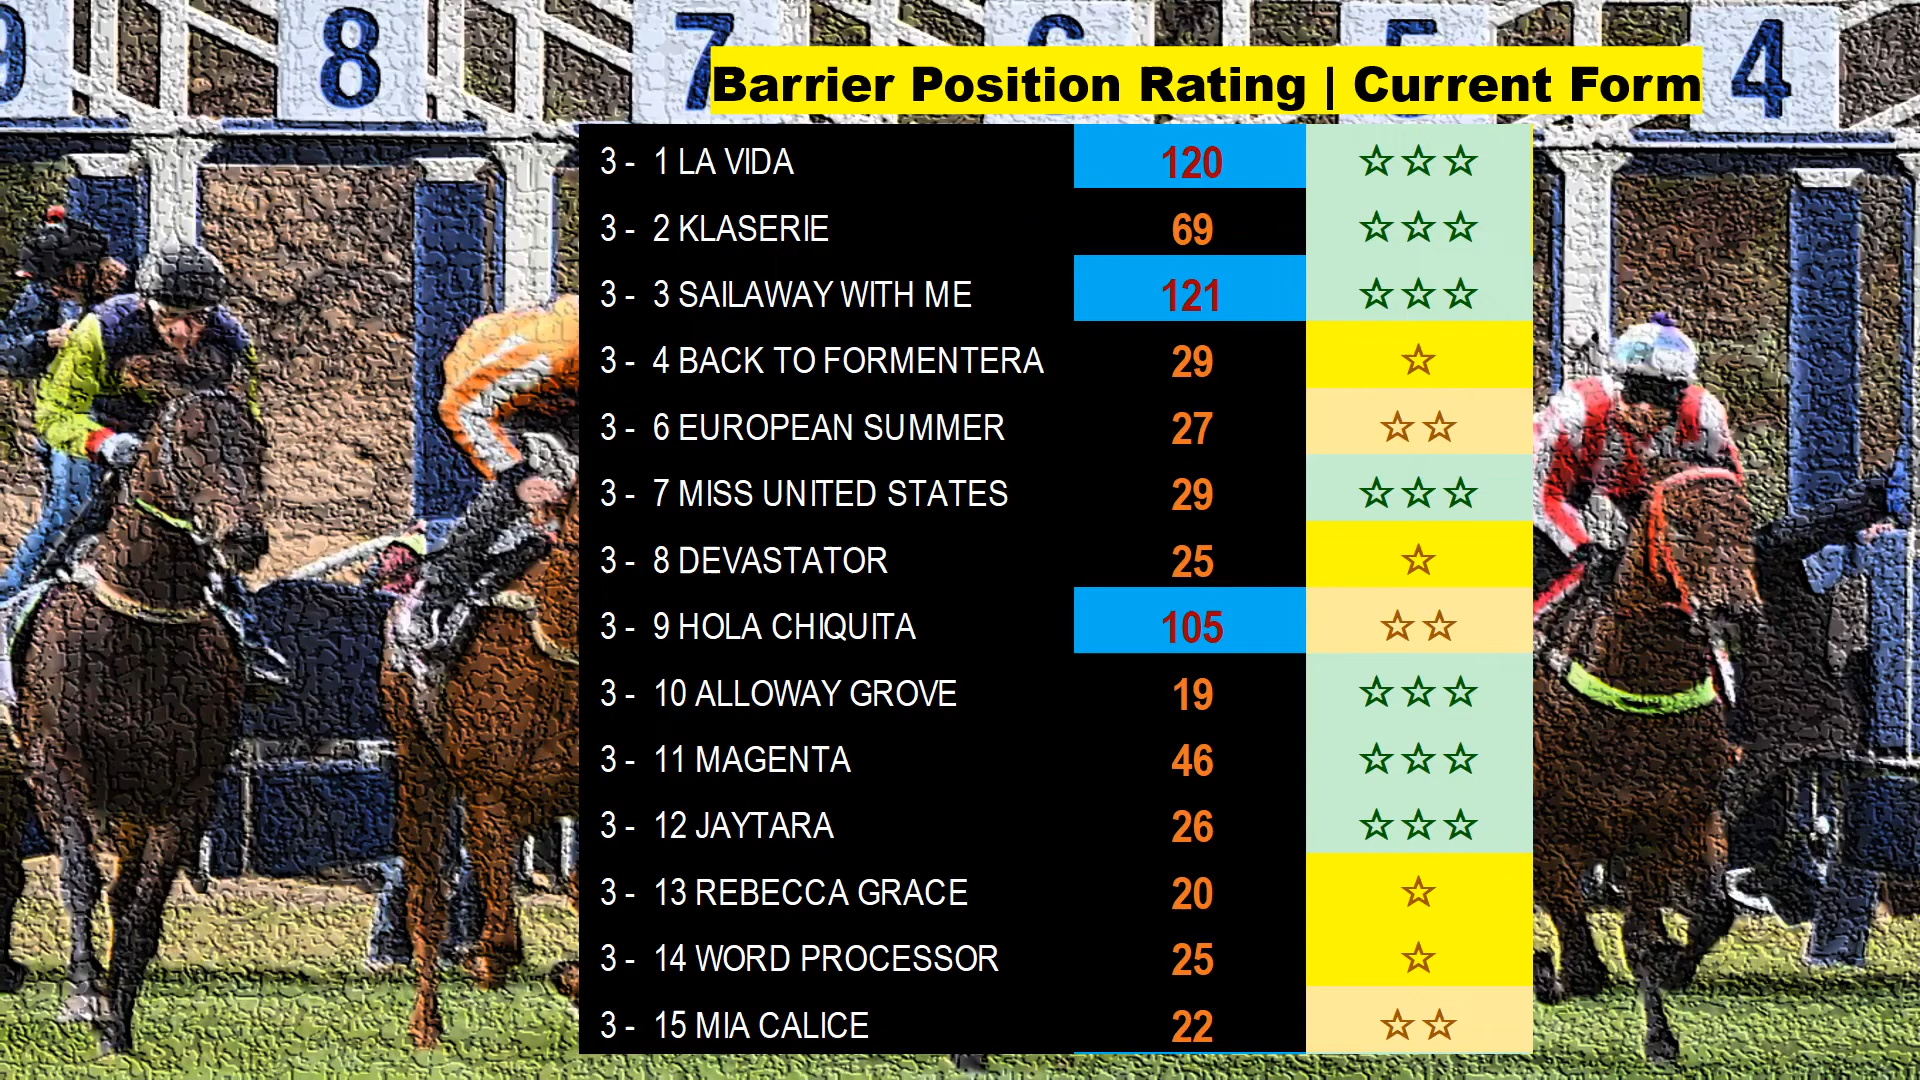 9 8 7 6 5 4
Barrier Position Rating | Current Form
3 - 1 LA VIDA 120 ☆☆☆
3 - 2 KLASERIE 69 ☆☆☆
3 - 3 SAILAWAY WITH ME 121 ☆☆☆
3 - 4 BACK TO FORMENTERA 29 ☆
3 - 6 EUROPEAN SUMMER 27 ☆☆
3 - 7 MISS UNITED STATES 29 ☆☆☆
3 - 8 DEVASTATOR 25 ☆
3 - 9 HOLA CHIQUITA 105 ☆☆
3 - 10 ALLOWAY GROVE 19 ☆☆☆
3 - 11 MAGENTA 46 ☆☆☆
3 - 12 JAYTARA 26 ☆☆☆
3 - 13 REBECCA GRACE 20 ☆
3 - 14 WORD PROCESSOR 25 ☆
3 - 15 MIA CALICE 22 ☆☆